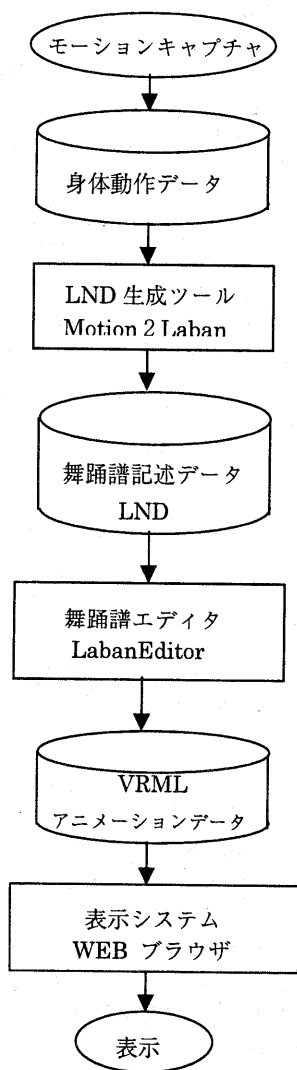 モーションキャプチャ
身体動作データ
LND 生成ツール
Motion 2 Laban
舞踊譜記述データ
LND
舞踊譜エディタ
LabanEditor
VRML
アニメーションデータ
表示システム
WEB ブラウザ
表示